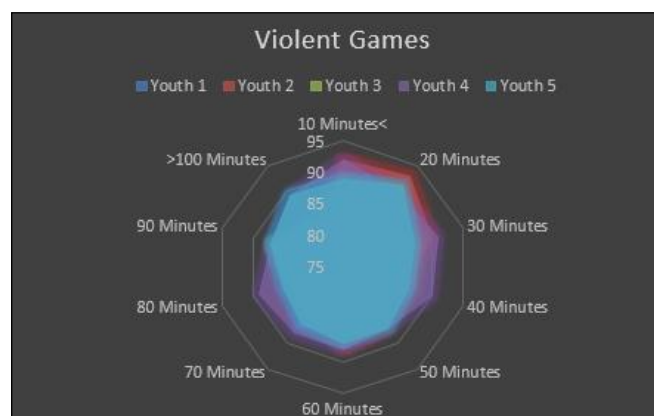 Violent Games
Youth 1 Youth 2 Youth 3 Youth 4 Youth 5
10 Minutes<
95
>100 Minutes
20 Minutes
90
85
90 Minutes
30 Minutes
80
75
80 Minutes
40 Minutes
70 Minutes
50 Minutes
60 Minutes